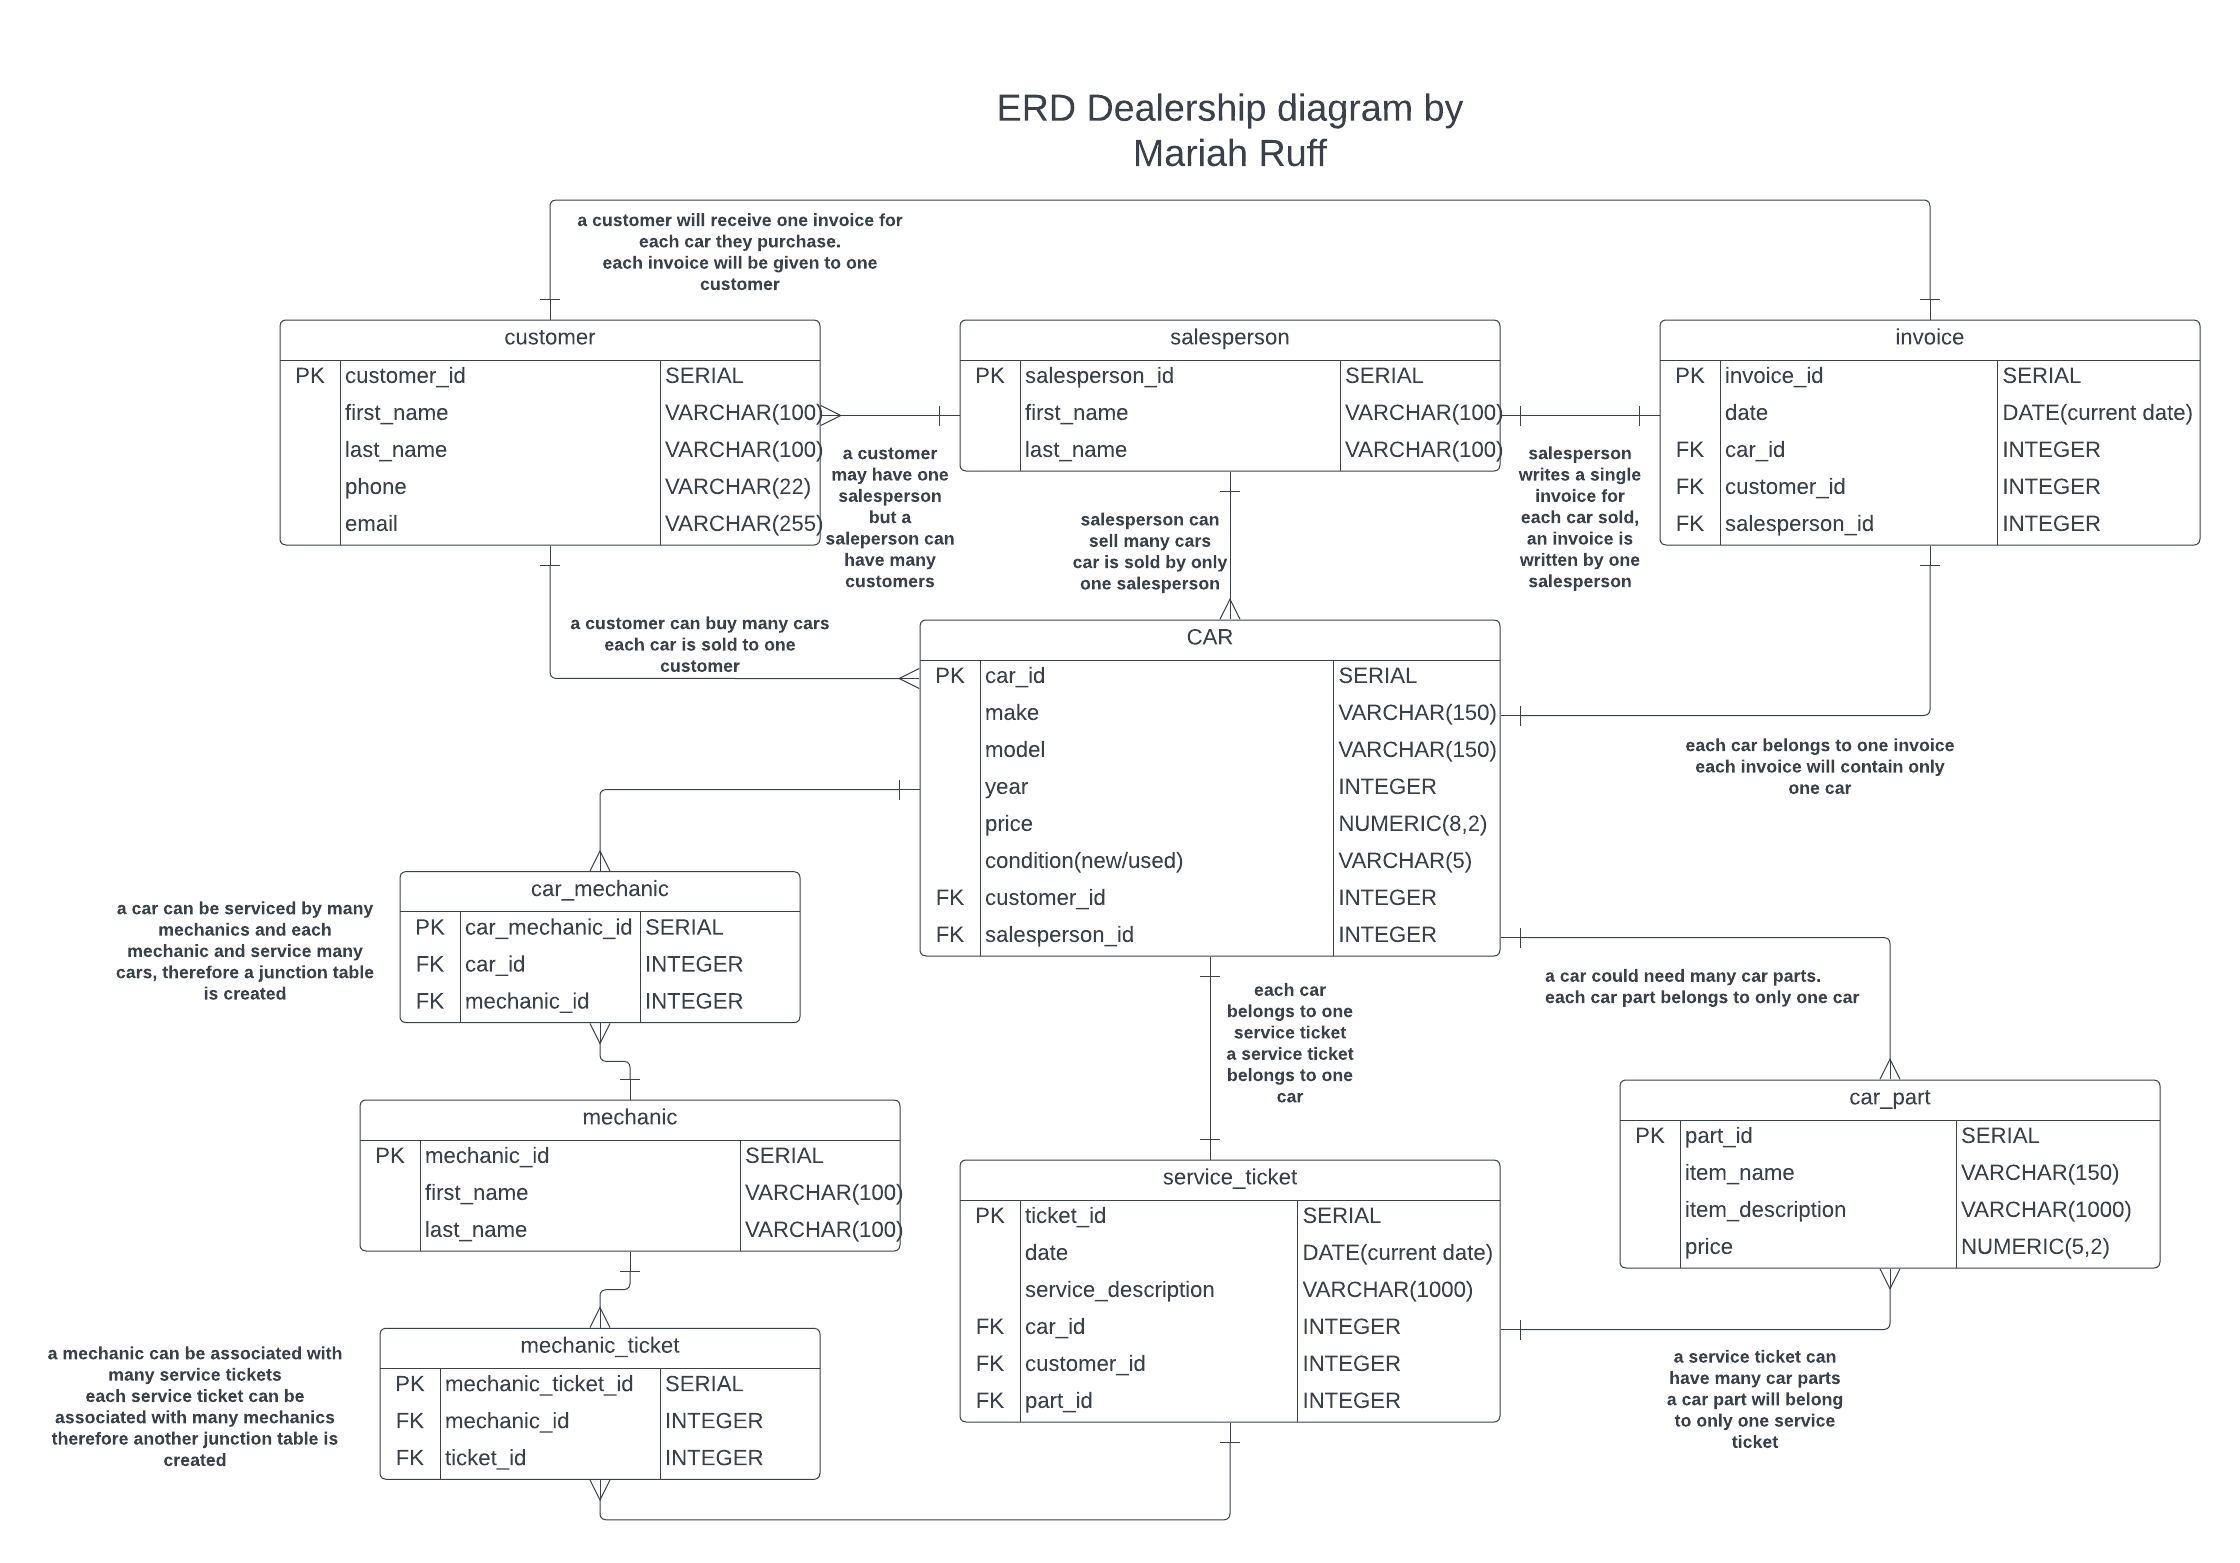 ERD Dealership diagram by
Mariah Ruff
a customer will receive one invoice for
each car they purchase.
each invoice will be given to one
customer
customer
PK customer_id SERIAL
first_name VARCHAR(100)
last_name VARCHAR(100)
phone VARCHAR(22)
email VARCHAR(255)
a customer
may have one
salesperson
but a
saleperson can
have many
customers
salesperson
PK salesperson_id SERIAL
first_name VARCHAR(100)
last_name VARCHAR(100)
salesperson
writes a single
invoice for
each car sold,
an invoice is
written by one
salesperson
invoice
PK invoice_id SERIAL
date DATE(current date)
FK car_id INTEGER
FK customer_id INTEGER
FK salesperson_id INTEGER
salesperson can
sell many cars
car is sold by only
one salesperson
a customer can buy many cars
each car is sold to one
customer
CAR
PK car_id SERIAL
make VARCHAR(150)
model VARCHAR(150)
year INTEGER
price NUMERIC(8,2)
condition(new/used) VARCHAR(5)
FK customer_id INTEGER
FK salesperson_id INTEGER
each car belongs to one invoice
each invoice will contain only
one car
a car can be serviced by many
mechanics and each
mechanic and service many
cars, therefore a junction table
is created
car_mechanic
PK car_mechanic_id SERIAL
FK car_id INTEGER
FK mechanic_id INTEGER
each car
belongs to one
service ticket
a service ticket
belongs to one
car
a car could need many car parts.
each car part belongs to only one car
mechanic
PK mechanic_id SERIAL
first_name VARCHAR(100)
last_name VARCHAR(100)
service_ticket
PK ticket_id SERIAL
date DATE(current date)
service_description VARCHAR(1000)
FK car_id INTEGER
FK customer_id INTEGER
FK part_id INTEGER
car_part
PK part_id SERIAL
item_name VARCHAR(150)
item_description VARCHAR(1000)
price NUMERIC(5,2)
a mechanic can be associated with
many service tickets
each service ticket can be
associated with many mechanics
therefore another junction table is
created
mechanic_ticket
PK mechanic_ticket_id SERIAL
FK mechanic_id INTEGER
FK ticket_id INTEGER
a service ticket can
have many car parts
a car part will belong
to only one service
ticket